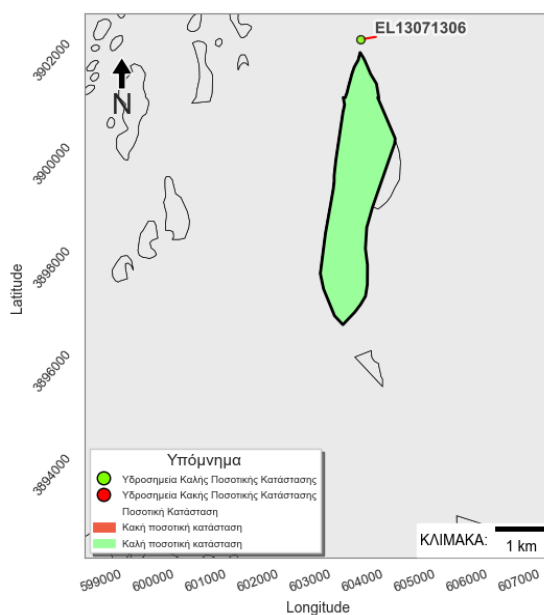 EL13071306
N
3902000
3900000
3898000
3896000
3894000
Latitude
Υπόμνημα
Υδροσημεία Καλής Ποσοτικής Κατάστασης
Υδροσημεία Κακής Ποσοτικής Κατάστασης
Ποσοτική Κατάσταση
Κακή ποσοτική κατάσταση
Καλή ποσοτική κατάσταση
ΚΛΙΜΑΚΑ:
1 km
599000 600000 601000 602000 603000 604000 605000 606000 607000
Longitude